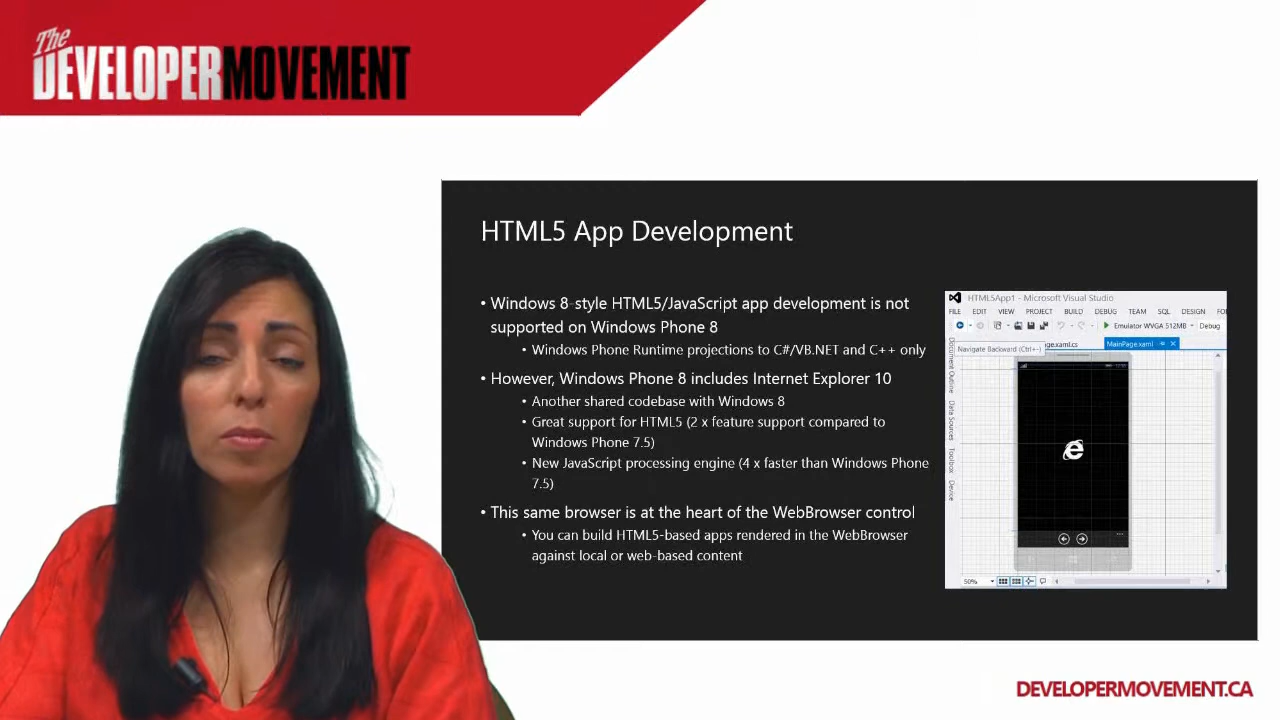 The
DEVELOPERMOVEMENT
HTML5 App Development
• Windows 8-style HTML5/JavaScript app development is not
supported on Windows Phone 8
• Windows Phone Runtime projections to C#/VB.NET and C++ only
• However, Windows Phone 8 includes Internet Explorer 10
• Another shared codebase with Windows 8
• Great support for HTML5 (2 x feature support compared to
Windows Phone 7.5)
• New JavaScript processing engine (4 x faster than Windows Phone
7.5)
• This same browser is at the heart of the WebBrowser control
• You can build HTML5-based apps rendered in the WebBrowser
against local or web-based content
HTML5App1 - Microsoft Visual Studio
FILE EDIT VIEW PROJECT BUILD DEBUG TEAM SQL DESIGN FO
Emulator WVGA 512MB Debug
Navigate Backward (Ctrl+-)
ge.xaml.cs
MainPage.xaml
Document Outline
Data Sources
Toolbox
Device
50%
DEVELOPERMOVEMENT.CA